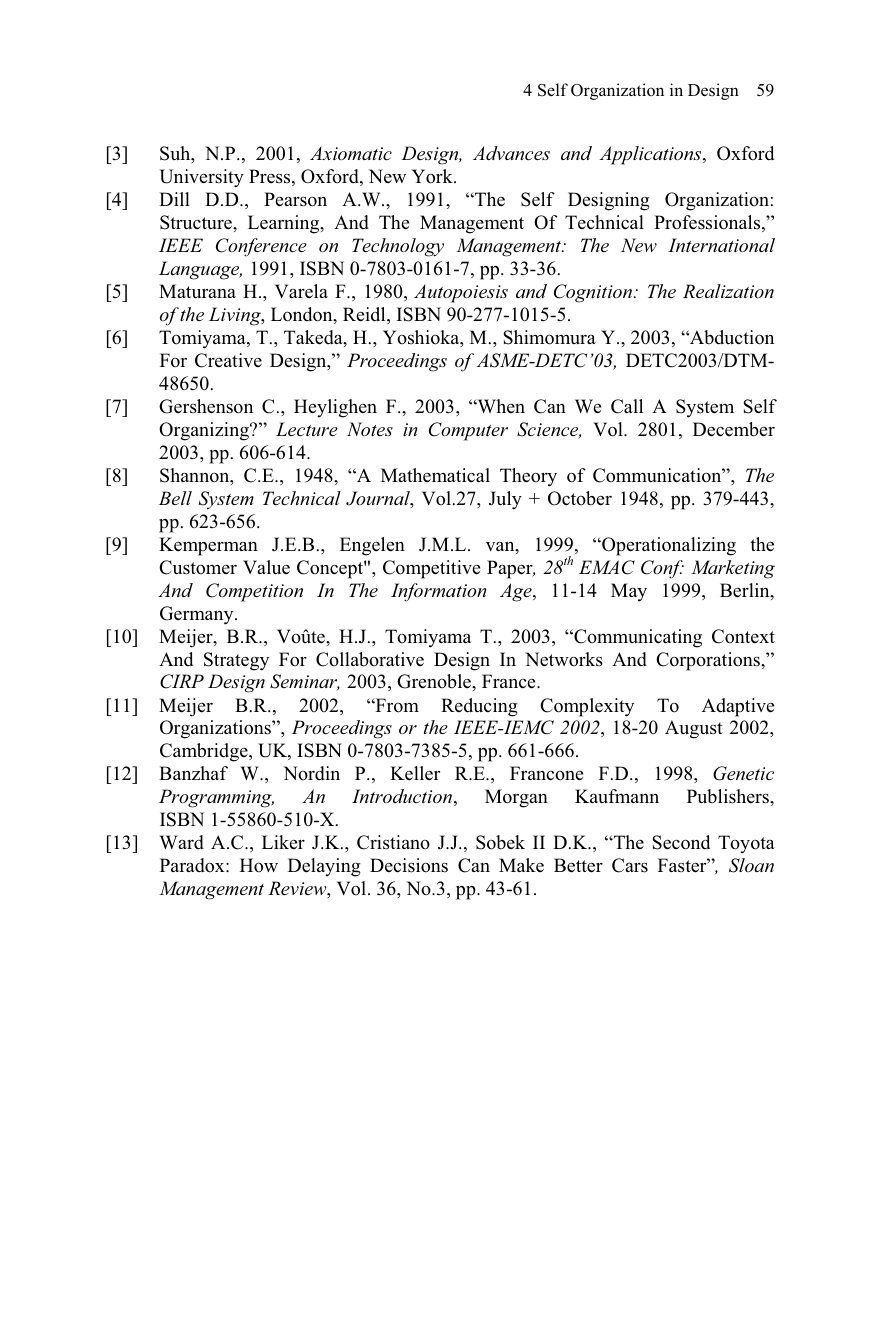 4 Self Organization in Design 59
[3] Suh, N.P., 2001, Axiomatic Design, Advances and Applications, Oxford
University Press, Oxford, New York.
[4] Dill D.D., Pearson A.W., 1991, “The Self Designing Organization:
Structure, Learning, And The Management Of Technical Professionals,”
IEEE Conference on Technology Management: The New International
Language, 1991, ISBN 0-7803-0161-7, pp. 33-36.
[5] Maturana H., Varela F., 1980, Autopoiesis and Cognition: The Realization
of the Living, London, Reidl, ISBN 90-277-1015-5.
[6] Tomiyama, T., Takeda, H., Yoshioka, M., Shimomura Y., 2003, “Abduction
For Creative Design,” Proceedings of ASME-DETC’03, DETC2003/DTM-
48650.
[7] Gershenson C., Heylighen F., 2003, “When Can We Call A System Self
Organizing?” Lecture Notes in Computer Science, Vol. 2801, December
2003, pp. 606-614.
[8] Shannon, C.E., 1948, “A Mathematical Theory of Communication”, The
Bell System Technical Journal, Vol.27, July + October 1948, pp. 379-443,
pp. 623-656.
[9] Kemperman J.E.B., Engelen J.M.L. van, 1999, “Operationalizing the
Customer Value Concept", Competitive Paper, 28th EMAC Conf: Marketing
And Competition In The Information Age, 11-14 May 1999, Berlin,
Germany.
[10] Meijer, B.R., Voûte, H.J., Tomiyama T., 2003, “Communicating Context
And Strategy For Collaborative Design In Networks And Corporations,”
CIRP Design Seminar, 2003, Grenoble, France.
[11] Meijer B.R., 2002, “From Reducing Complexity To Adaptive
Organizations”, Proceedings or the IEEE-IEMC 2002, 18-20 August 2002,
Cambridge, UK, ISBN 0-7803-7385-5, pp. 661-666.
[12] Banzhaf W., Nordin P., Keller R.E., Francone F.D., 1998, Genetic
Programming, An Introduction, Morgan Kaufmann Publishers,
ISBN 1-55860-510-X.
[13] Ward A.C., Liker J.K., Cristiano J.J., Sobek II D.K., “The Second Toyota
Paradox: How Delaying Decisions Can Make Better Cars Faster”, Sloan
Management Review, Vol. 36, No.3, pp. 43-61.